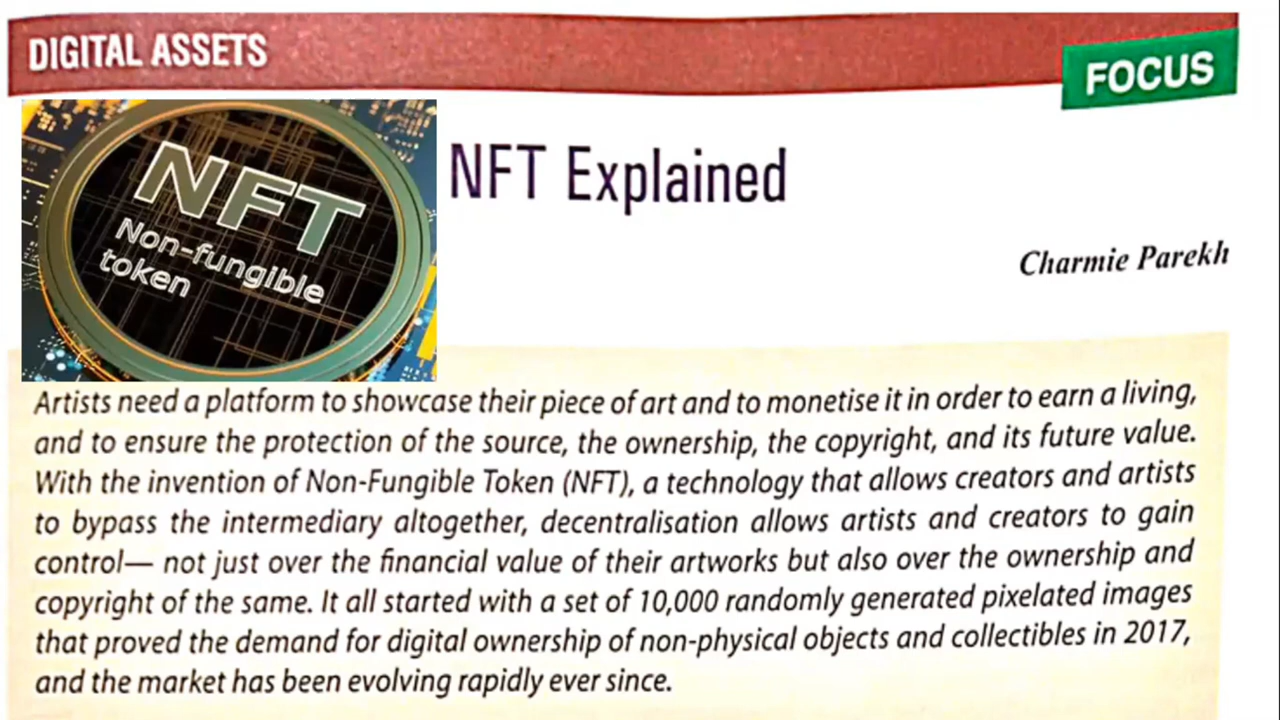 DIGITAL ASSETS
FOCUS
NFT
Non-fungible
token
NFT Explained
Charmie Parekh
Artists need a platform to showcase their piece of art and to monetise it in order to earn a living,
and to ensure the protection of the source, the ownership, the copyright, and its future value.
With the invention of Non-Fungible Token (NFT), a technology that allows creators and artists
to bypass the intermediary altogether, decentralisation allows artists and creators to gain
control— not just over the financial value of their artworks but also over the ownership and
copyright of the same. It all started with a set of 10,000 randomly generated pixelated images
that proved the demand for digital ownership of non-physical objects and collectibles in 2017,
and the market has been evolving rapidly ever since.